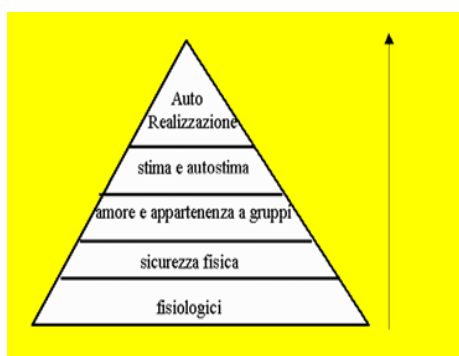 Auto
Realizzazione
stima e autostima
amore e appartenenza a gruppi
sicurezza fisica
fisiologici